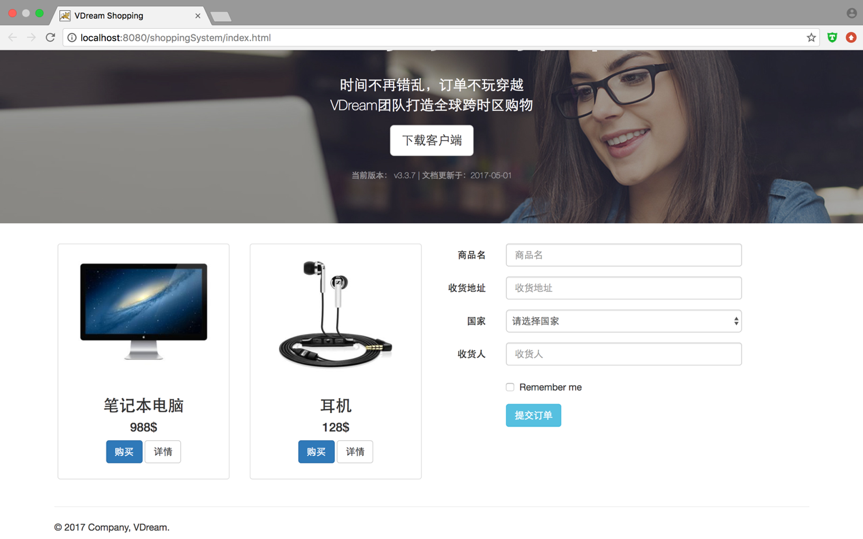 VDream Shopping
localhost:8080/shoppingSystem/index.html
时间不再错乱，订单不玩穿越
VDream团队打造全球跨时区购物
下载客户端
当前版本： v3.3.7 | 文档更新于：2017-05-01
笔记本电脑
988$
购买 详情
耳机
128$
购买 详情
商品名 商品名
收货地址 收货地址
国家 请选择国家
收货人 收货人
Remember me
提交订单
© 2017 Company, VDream.